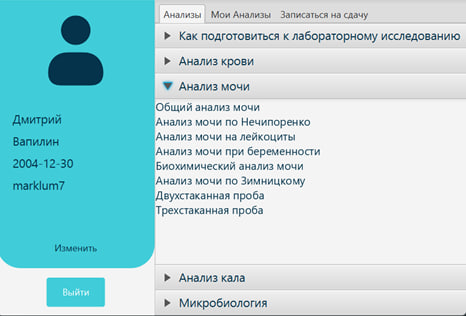 Анализы Мои Анализы Записаться на сдачу
Как подготовиться к лабораторному исследованию
Анализ крови
Анализ мочи
Общий анализ мочи
Анализ мочи по Нечипоренко
Анализ мочи на лейкоциты
Анализ мочи при беременности
Биохимический анализ мочи
Анализ мочи по Зимницкому
Двухстаканная проба
Трехстаканная проба
Анализ кала
Микробиология
Дмитрий
Вапилин
2004-12-30
marklum7
Изменить
Выйти